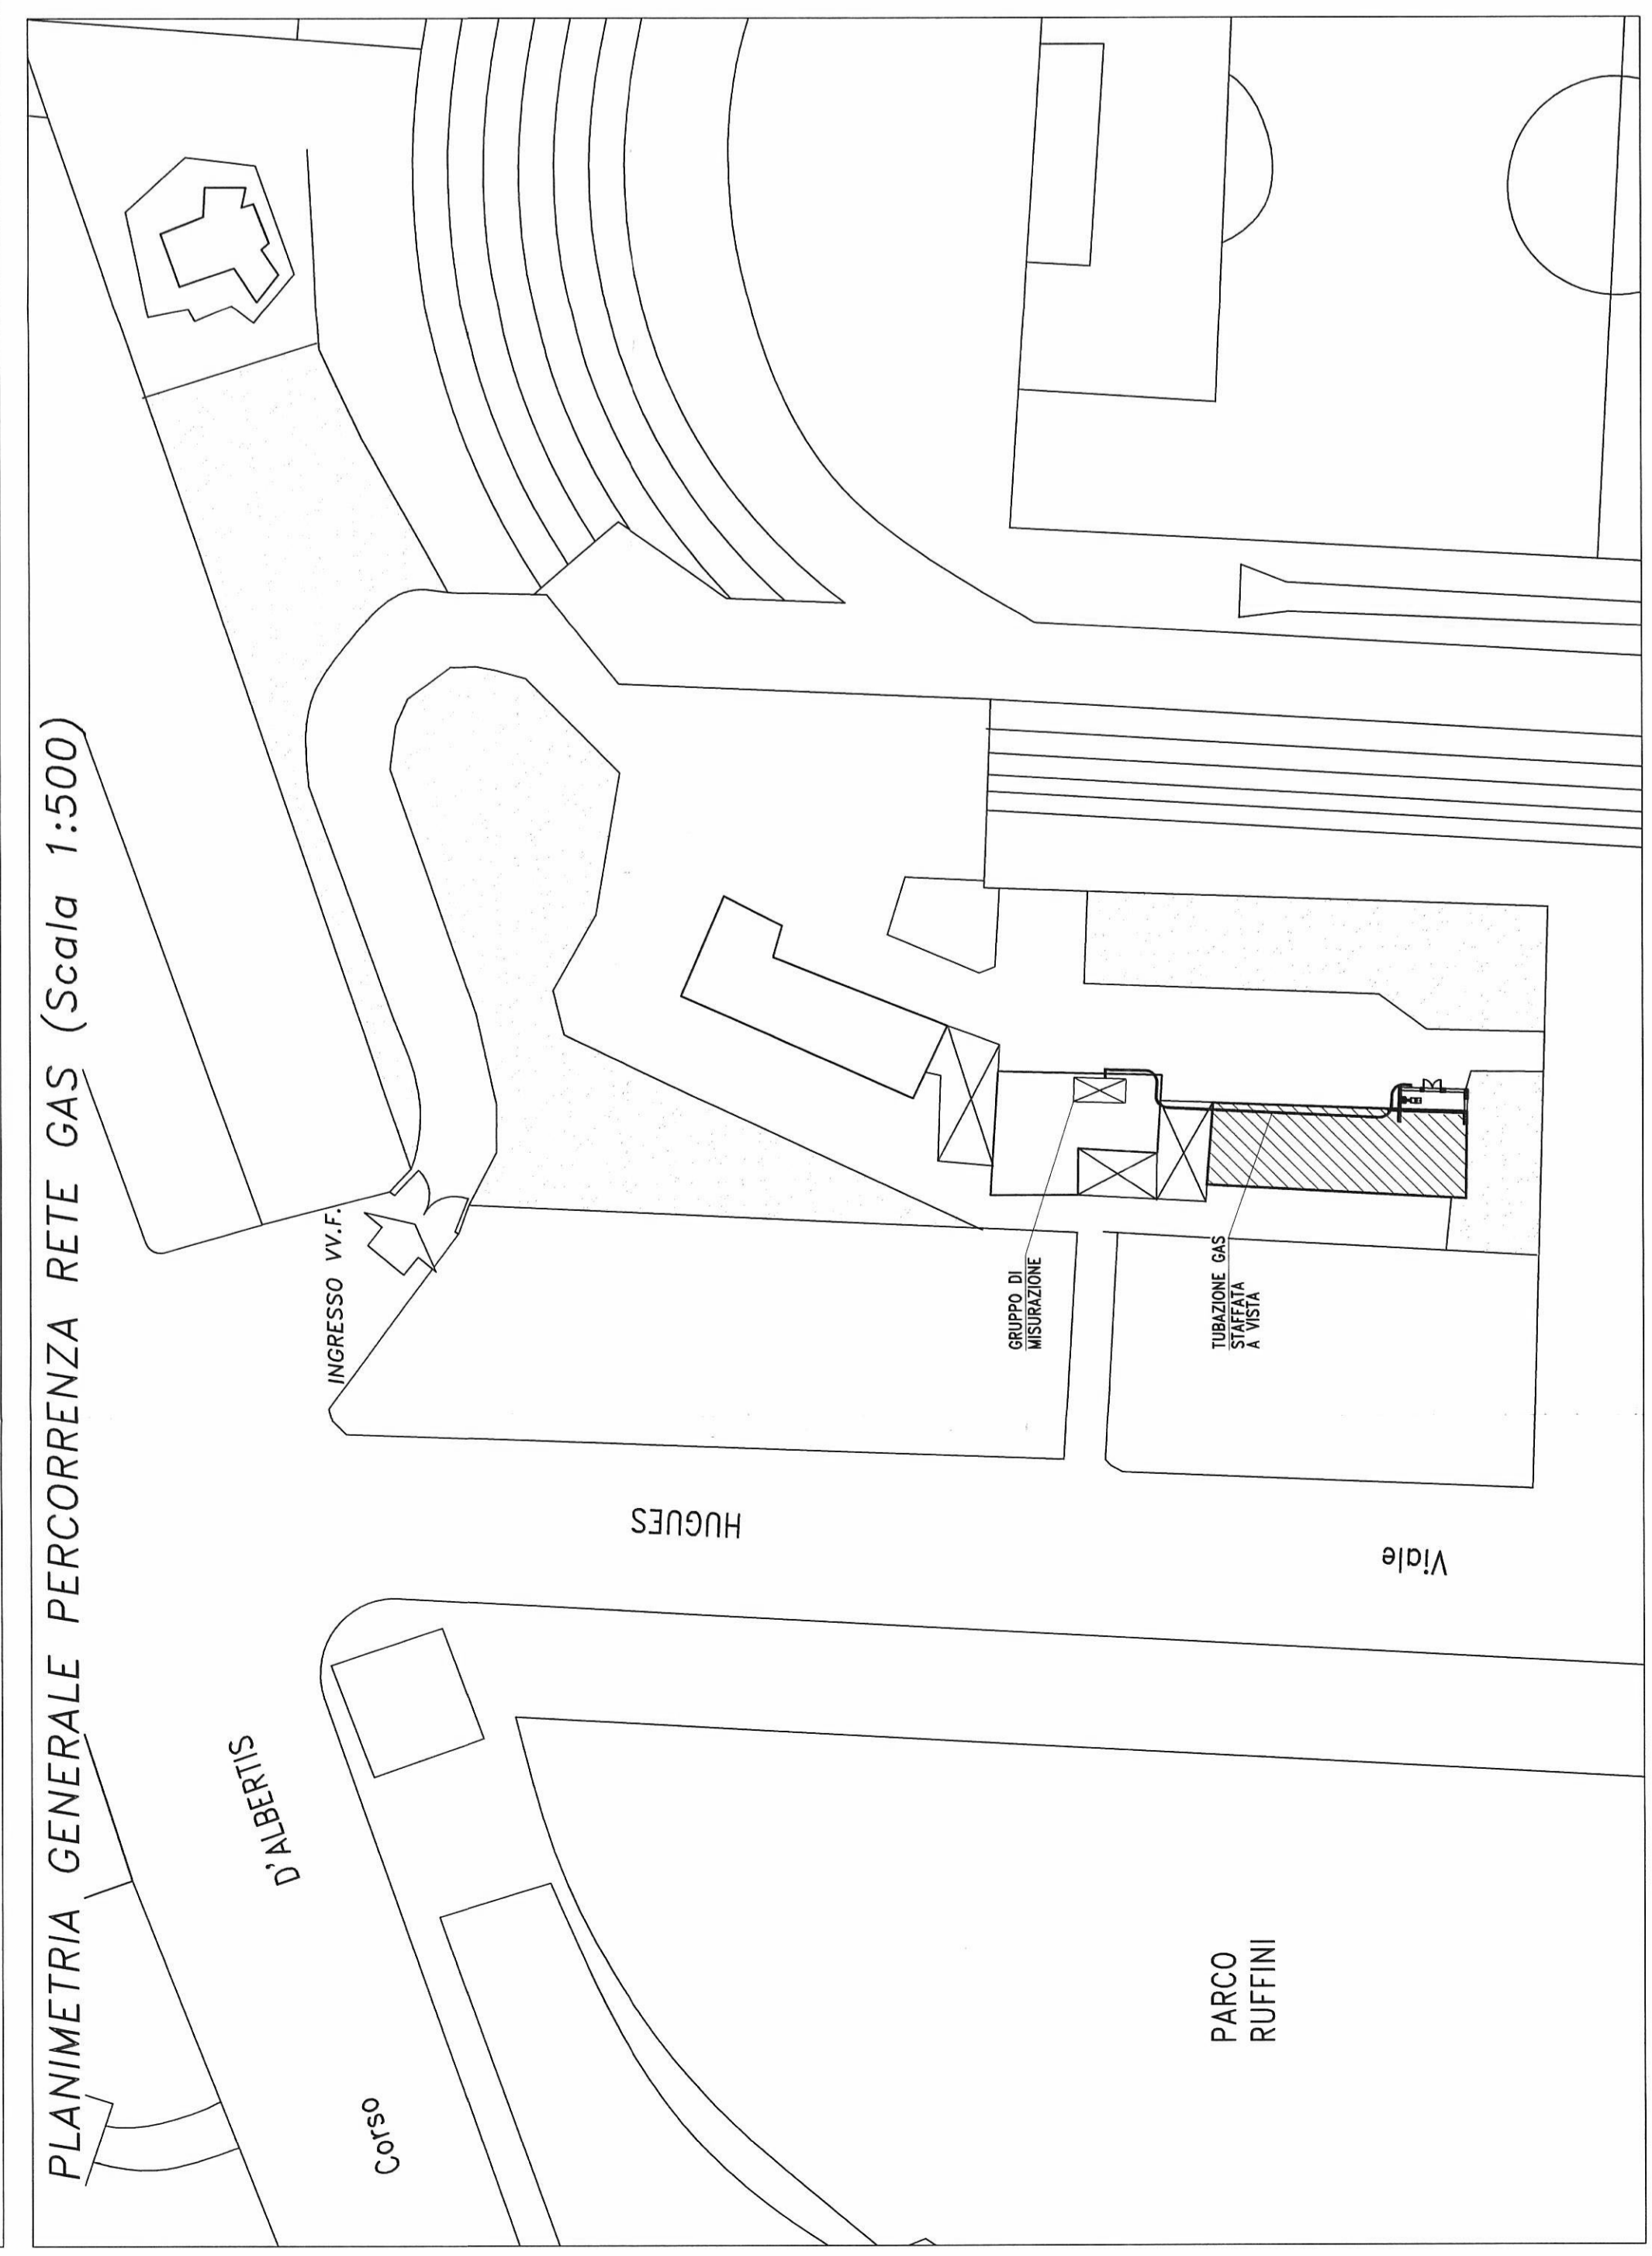 PLANIMETRIA GENERALE PERCORRENZA RETE GAS (Scala 1:500)
INGRESSO VV.F.
Corso
D'ALBERTIS
Viale
HUGUES
GRUPPO DI
MISURAZIONE
TUBAZIONE GAS
STAFFATA
A VISTA
PARCO
RUFFINI